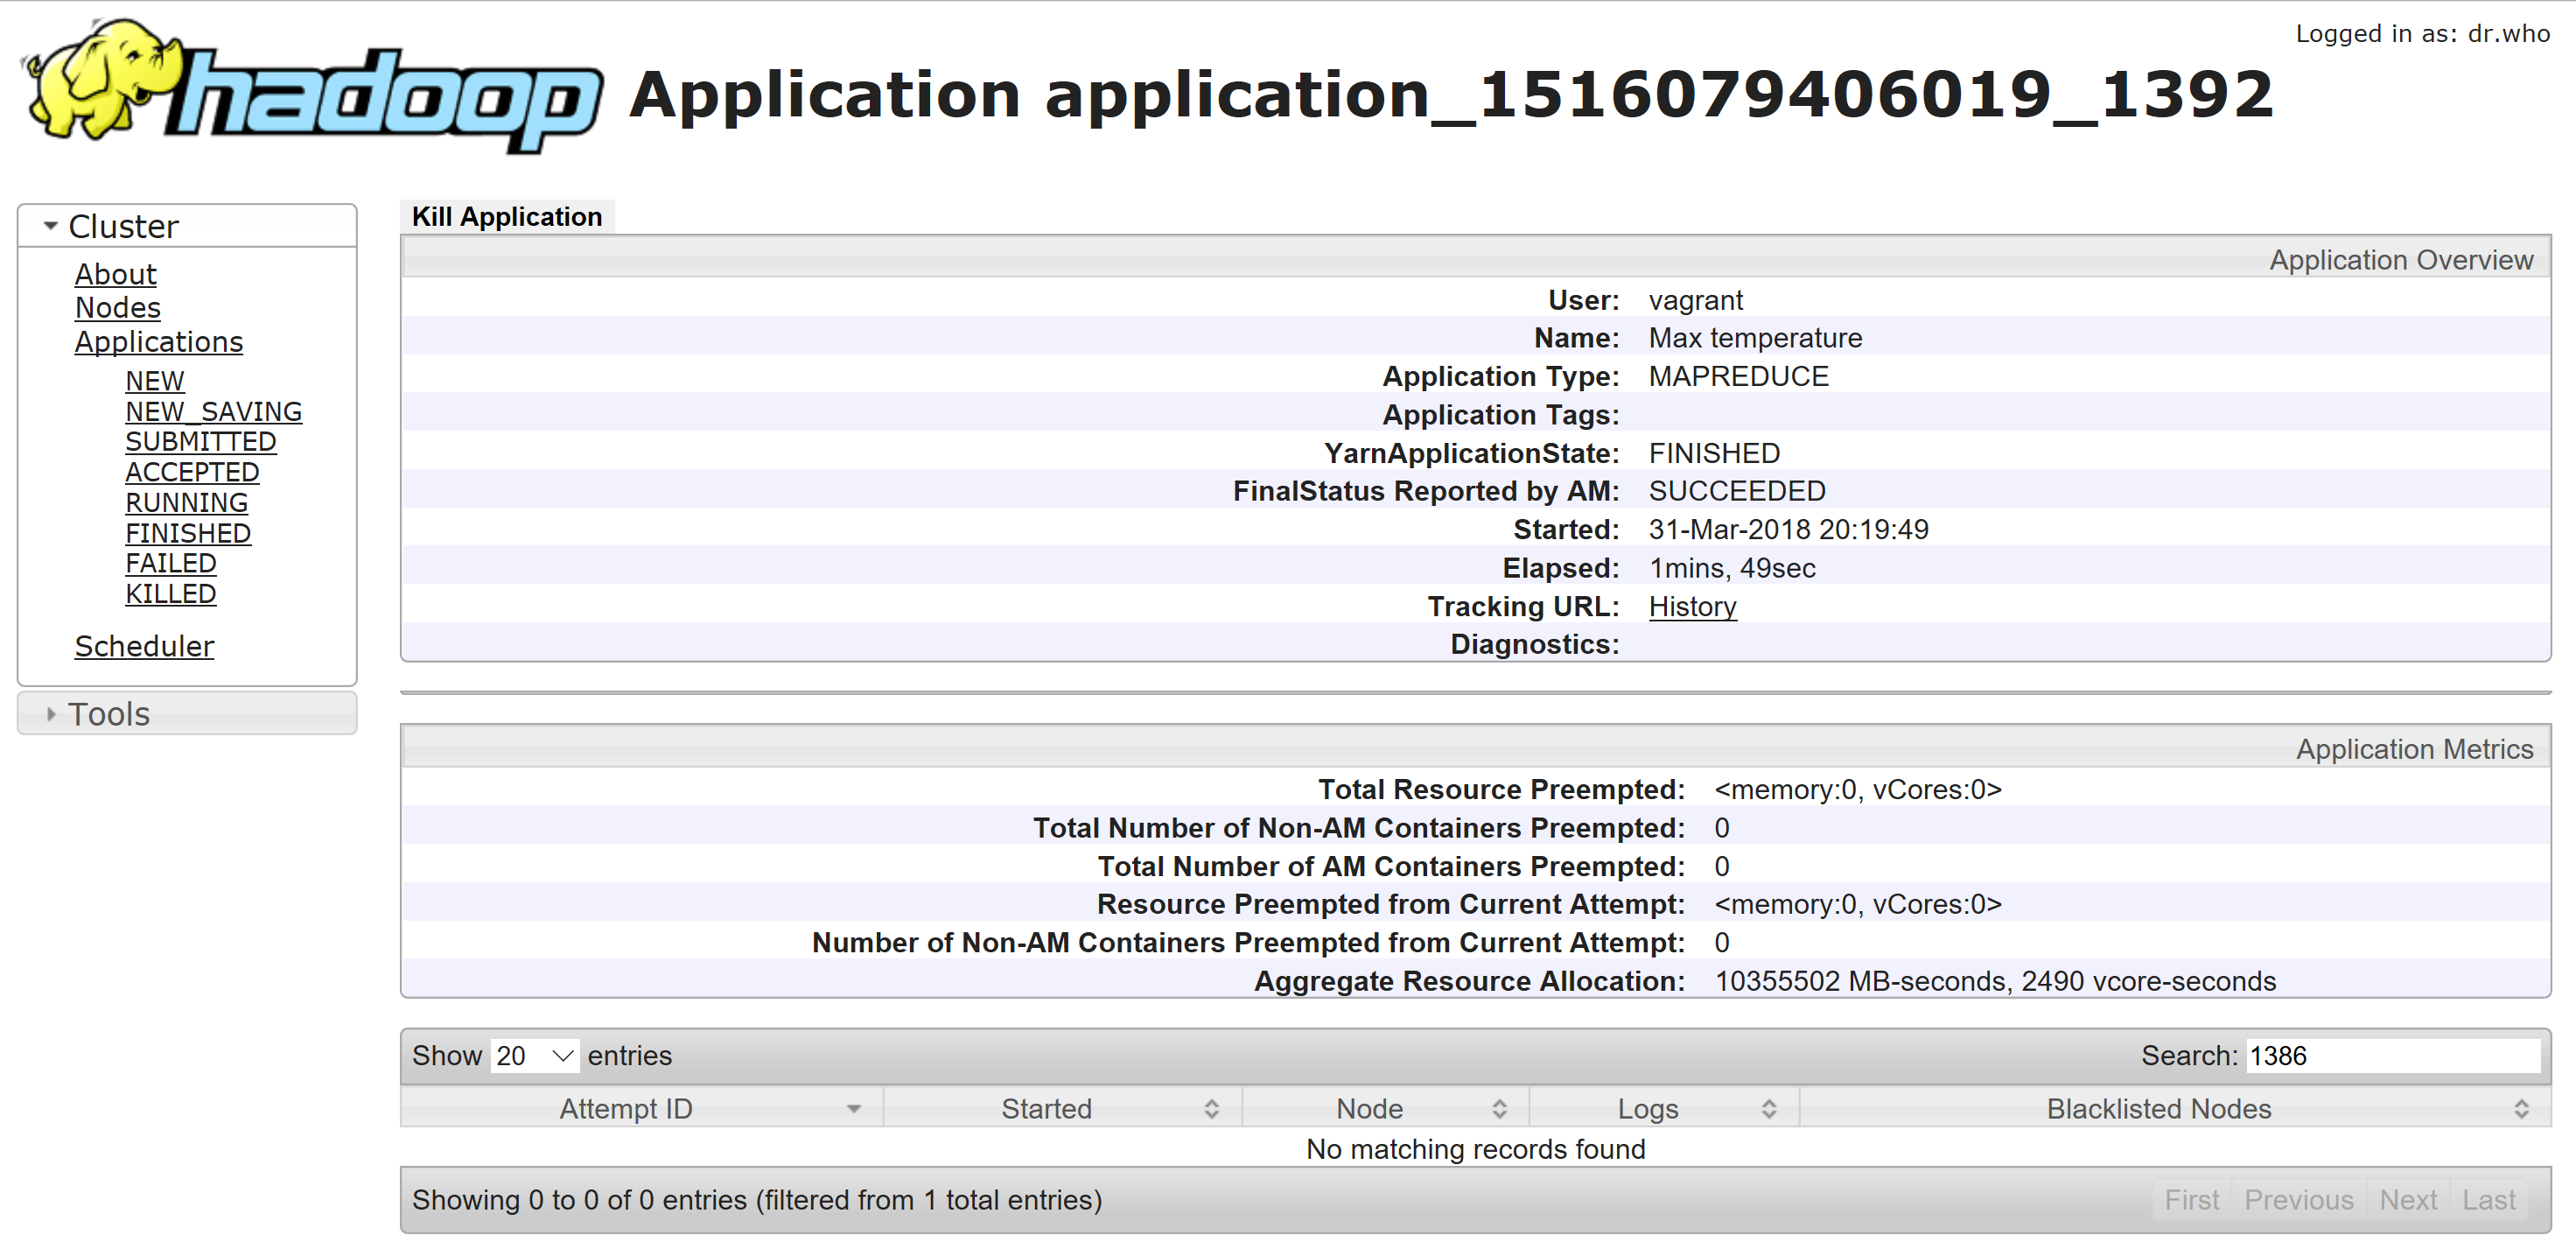 Logged in as: dr.who
hadoop
Application application_1516079406019_1392
Cluster
About
Nodes
Applications
NEW
NEW_SAVING
SUBMITTED
ACCEPTED
RUNNING
FINISHED
FAILED
KILLED
Scheduler
Tools
Kill Application
Application Overview
User: vagrant
Name: Max temperature
Application Type: MAPREDUCE
Application Tags:
YarnApplicationState: FINISHED
FinalStatus Reported by AM: SUCCEEDED
Started: 31-Mar-2018 20:19:49
Elapsed: 1mins, 49sec
Tracking URL: History
Diagnostics:
Application Metrics
Total Resource Preempted: <memory:0, vCores:0>
Total Number of Non-AM Containers Preempted: 0
Total Number of AM Containers Preempted: 0
Resource Preempted from Current Attempt: <memory:0, vCores:0>
Number of Non-AM Containers Preempted from Current Attempt: 0
Aggregate Resource Allocation: 10355502 MB-seconds, 2490 vcore-seconds
Show 20 entries Search: 1386
Attempt ID Started Node Logs Blacklisted Nodes
No matching records found
Showing 0 to 0 of 0 entries (filtered from 1 total entries) First Previous Next Last